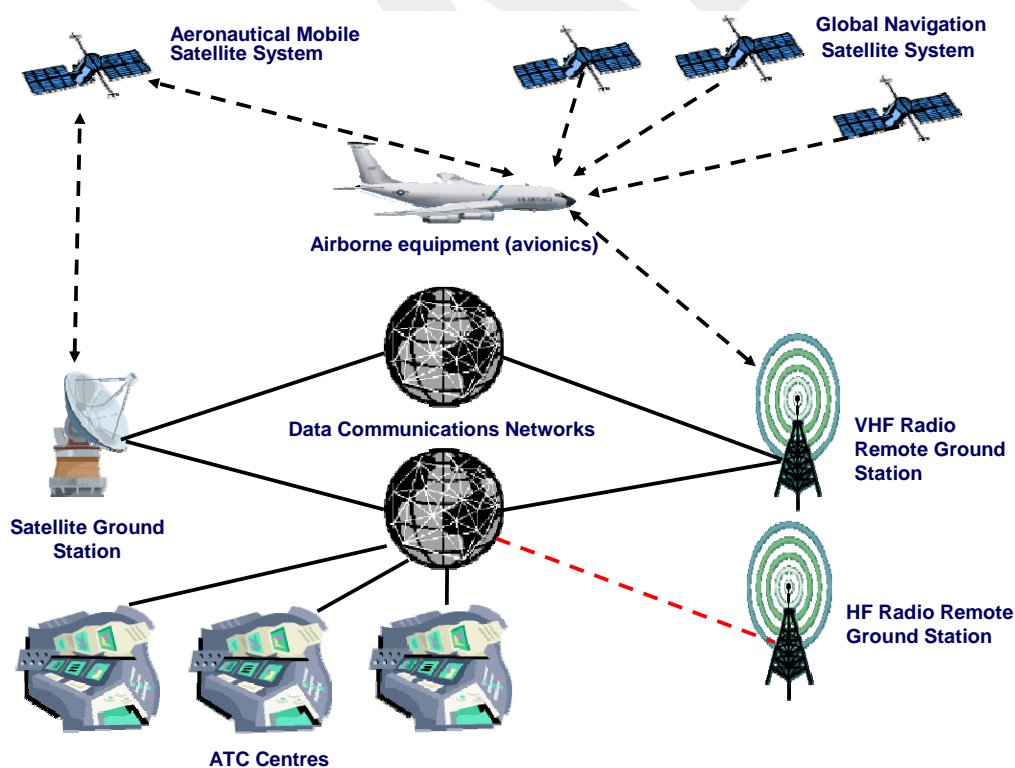 Aeronautical Mobile
Satellite System
Global Navigation
Satellite System
Airborne equipment (avionics)
Data Communications Networks
VHF Radio
Remote Ground
Station
Satellite Ground
Station
HF Radio Remote
Ground Station
ATC Centres